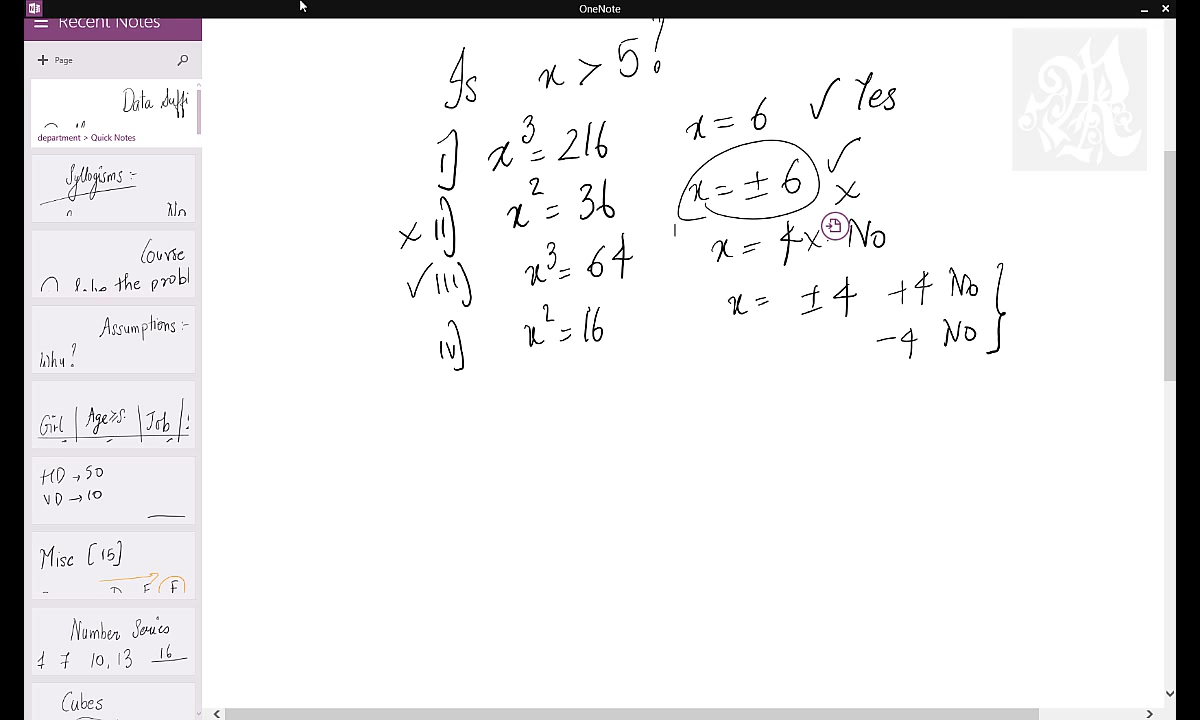 OneNote
Recent Notes
+ Page
Data Suffi
department > Quick Notes
Syllogisms :-
No
Course
the probl
Assumptions :-
Why?
Girl | Age≥5: | Job |
HD → 50
VD → 10
Misc [15]
D E F
Number Series
1 7 10, 13 16
Cubes
Is x > 5?
I] x³ = 216 x = 6 ✓ Yes
x II] x² = 36 x = ± 6 ✓ x
✓ III] x³ = 64 x = 4 x No
IV] x² = 16 x = ± 4 +4 No
-4 No